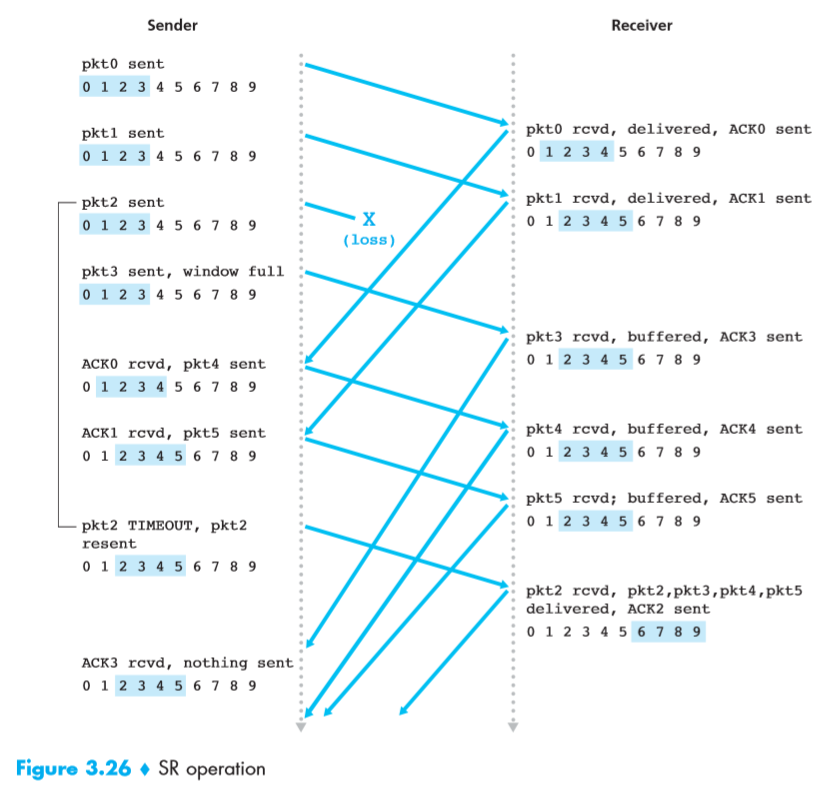 Sender
Receiver
pkt0 sent
0 1 2 3 4 5 6 7 8 9
pkt1 sent
0 1 2 3 4 5 6 7 8 9
pkt2 sent
0 1 2 3 4 5 6 7 8 9
pkt3 sent, window full
0 1 2 3 4 5 6 7 8 9
ACK0 rcvd, pkt4 sent
0 1 2 3 4 5 6 7 8 9
ACK1 rcvd, pkt5 sent
0 1 2 3 4 5 6 7 8 9
pkt2 TIMEOUT, pkt2
resent
0 1 2 3 4 5 6 7 8 9
ACK3 rcvd, nothing sent
0 1 2 3 4 5 6 7 8 9
X
(loss)
pkt0 rcvd, delivered, ACK0 sent
0 1 2 3 4 5 6 7 8 9
pkt1 rcvd, delivered, ACK1 sent
0 1 2 3 4 5 6 7 8 9
pkt3 rcvd, buffered, ACK3 sent
0 1 2 3 4 5 6 7 8 9
pkt4 rcvd, buffered, ACK4 sent
0 1 2 3 4 5 6 7 8 9
pkt5 rcvd; buffered, ACK5 sent
0 1 2 3 4 5 6 7 8 9
pkt2 rcvd, pkt2,pkt3,pkt4,pkt5
delivered, ACK2 sent
0 1 2 3 4 5 6 7 8 9
Figure 3.26 ♦ SR operation